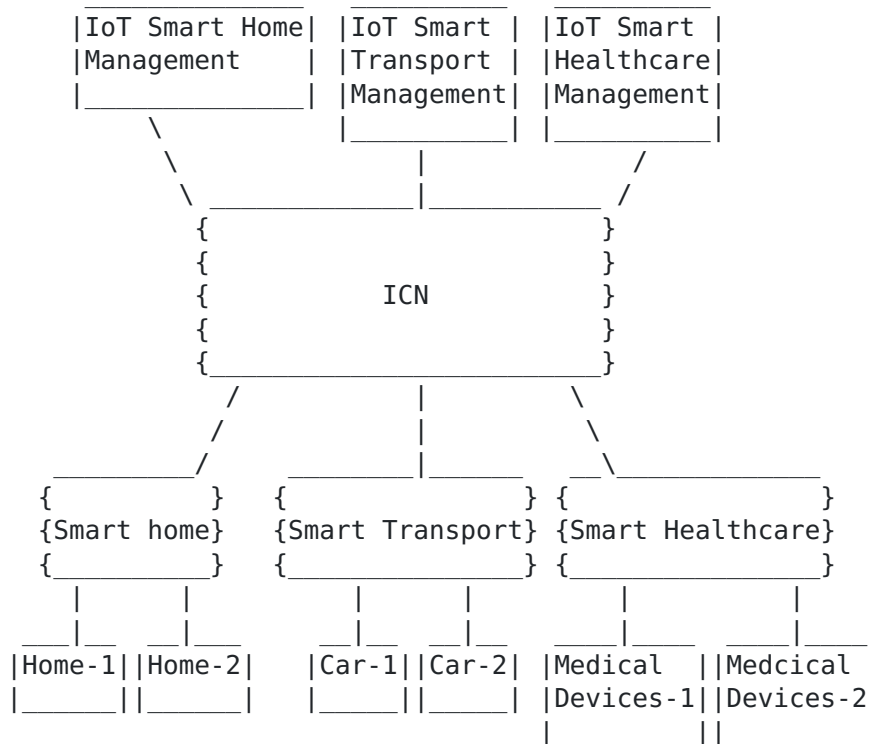 IoT Smart Home IoT Smart IoT Smart
Management Transport Healthcare
Management Management
ICN
Smart home Smart Transport Smart Healthcare
Home-1 Home-2 Car-1 Car-2 Medical Medcical
Devices-1 Devices-2